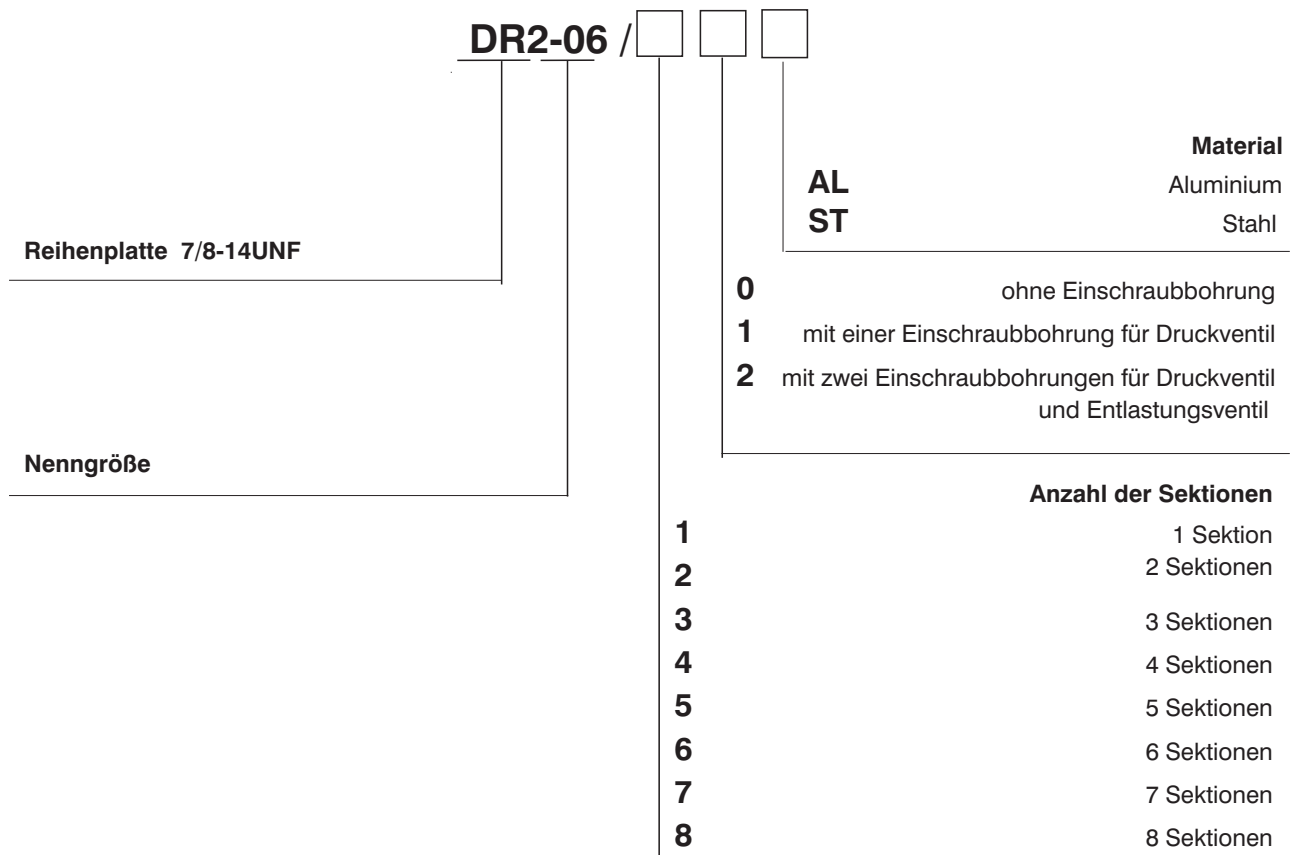 DR2-06 /
Material
AL Aluminium
ST Stahl
Reihenplatte 7/8-14UNF
0 ohne Einschraubbohrung
1 mit einer Einschraubbohrung für Druckventil
2 mit zwei Einschraubbohrungen für Druckventil
und Entlastungsventil
Nenngröße
Anzahl der Sektionen
1 1 Sektion
2 2 Sektionen
3 3 Sektionen
4 4 Sektionen
5 5 Sektionen
6 6 Sektionen
7 7 Sektionen
8 8 Sektionen